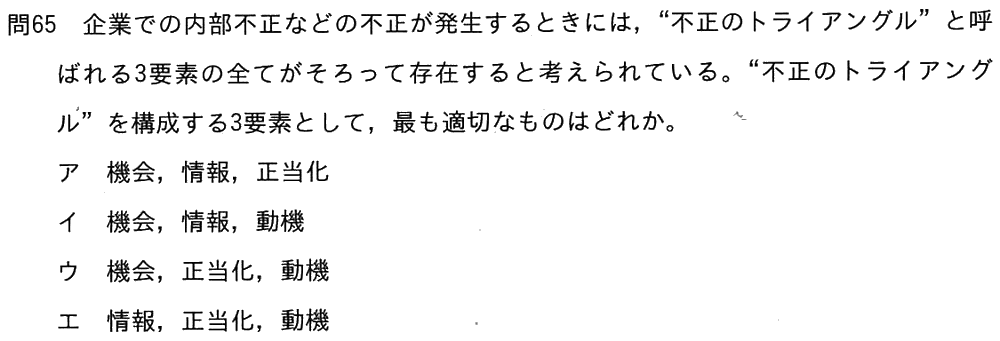 問65 企業での内部不正などの不正が発生するときには，“不正のトライアングル”と呼
ばれる3要素の全てがそろって存在すると考えられている。“不正のトライアング
ル”を構成する3要素として，最も適切なものはどれか。
ア 機会，情報，正当化
イ 機会，情報，動機
ウ 機会，正当化，動機
エ 情報，正当化，動機